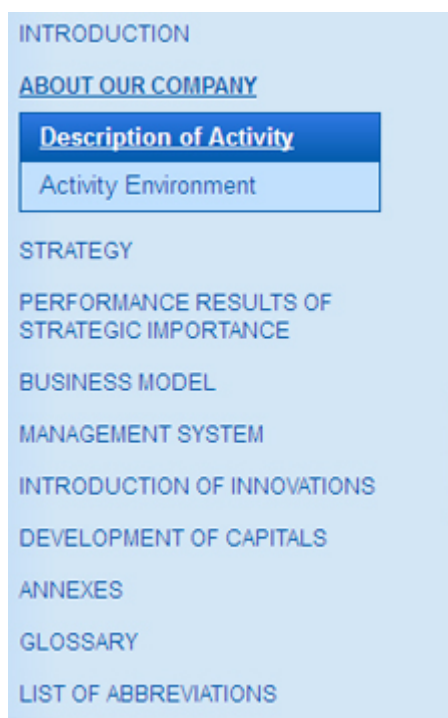 INTRODUCTION
ABOUT OUR COMPANY
Description of Activity
Activity Environment
STRATEGY
PERFORMANCE RESULTS OF
STRATEGIC IMPORTANCE
BUSINESS MODEL
MANAGEMENT SYSTEM
INTRODUCTION OF INNOVATIONS
DEVELOPMENT OF CAPITALS
ANNEXES
GLOSSARY
LIST OF ABBREVIATIONS